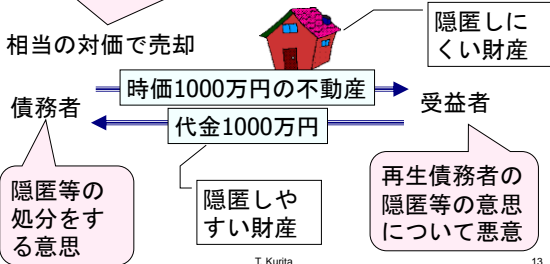 相当の対価で売却
隠匿しに
くい財産
時価1000万円の不動産
債務者
受益者
代金1000万円
隠匿等の
処分をす
る意思
隠匿しや
すい財産
再生債務者の
隠匿等の意思
について悪意
T. Kurita
13